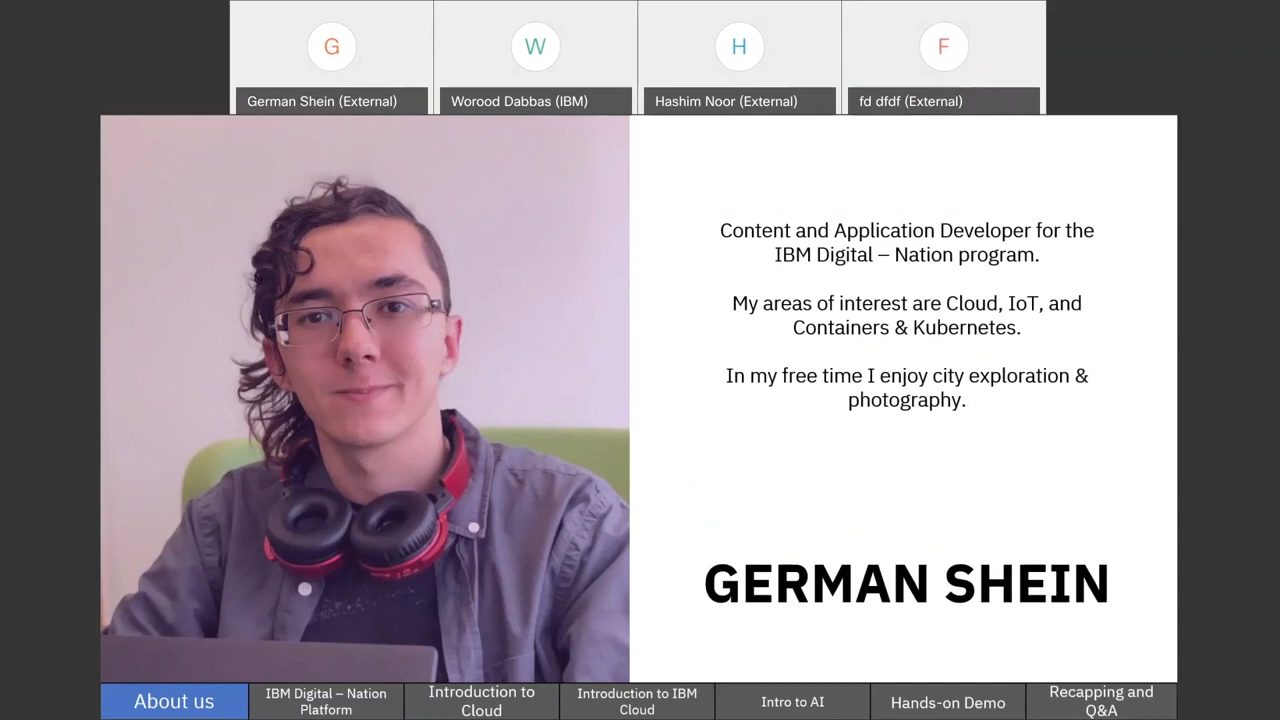 G
W
H
F
German Shein (External)
Worood Dabbas (IBM)
Hashim Noor (External)
fd dfdf (External)
Content and Application Developer for the
IBM Digital – Nation program.
My areas of interest are Cloud, IoT, and
Containers & Kubernetes.
In my free time I enjoy city exploration &
photography.
GERMAN SHEIN
About us
IBM Digital – Nation
Platform
Introduction to
Cloud
Introduction to IBM
Cloud
Intro to AI
Hands-on Demo
Recapping and
Q&A